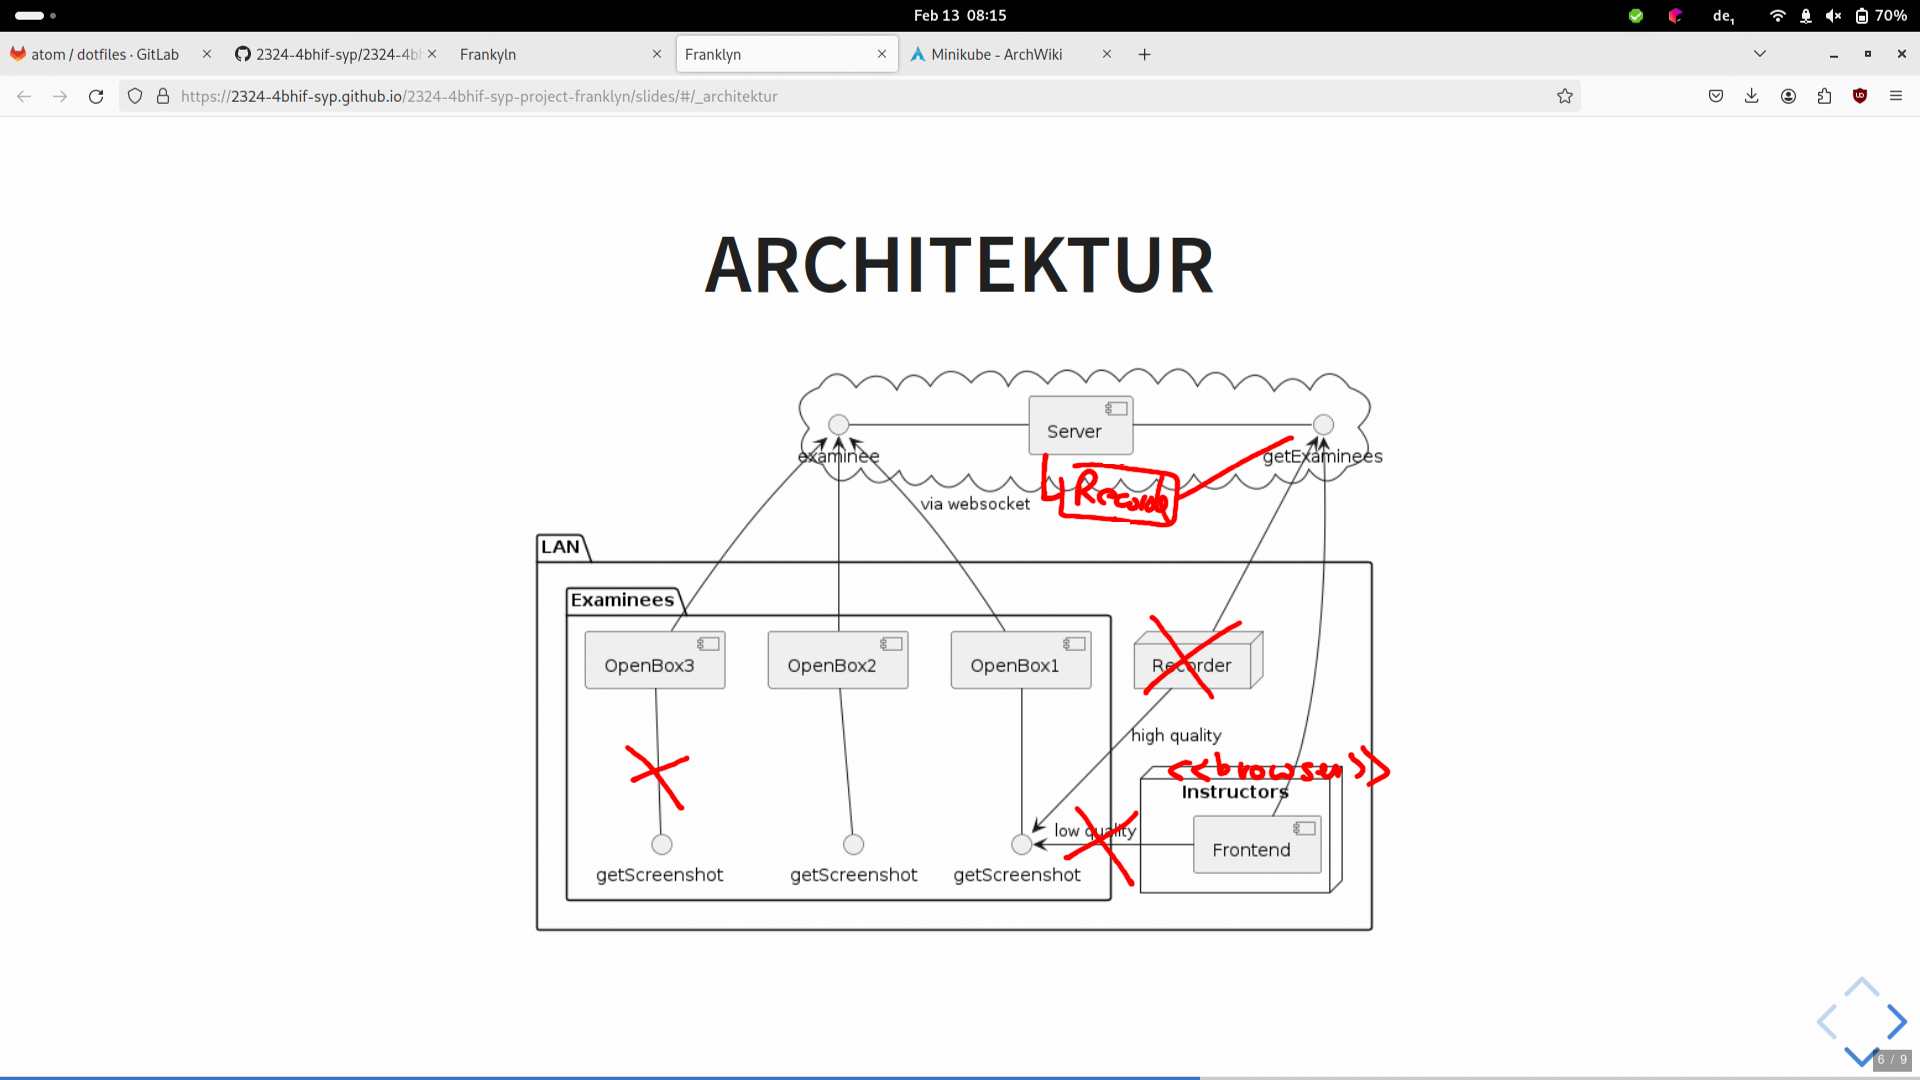 Feb 13 08:15
de₁
70%
atom / dotfiles · GitLab
2324-4bhif-syp/2324-4b
Frankyln
Franklyn
Minikube - ArchWiki
https://2324-4bhif-syp.github.io/2324-4bhif-syp-project-franklyn/slides/#/_architektur
ARCHITEKTUR
Server
examinee
getExaminees
via websocket
LAN
Examinees
OpenBox3
OpenBox2
OpenBox1
Recorder
high quality
<<browser>>
Instructors
low quality
Frontend
getScreenshot
getScreenshot
getScreenshot
6 / 9